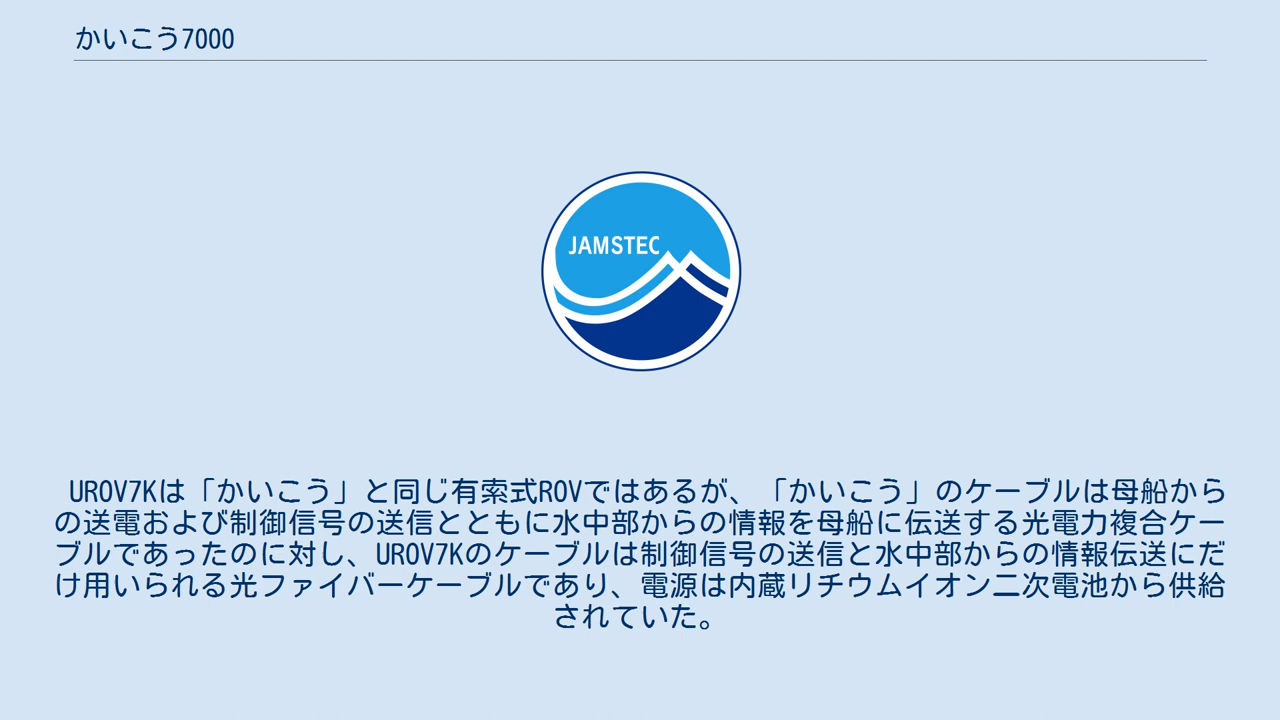 かいこう7000
JAMSTEC
UROV7Kは「かいこう」と同じ有索式ROVではあるが、「かいこう」のケーブルは母船から
の送電および制御信号の送信とともに水中部からの情報を母船に伝送する光電力複合ケー
ブルであったのに対し、UROV7Kのケーブルは制御信号の送信と水中部からの情報伝送にだ
け用いられる光ファイバーケーブルであり、電源は内蔵リチウムイオン二次電池から供給
されていた。